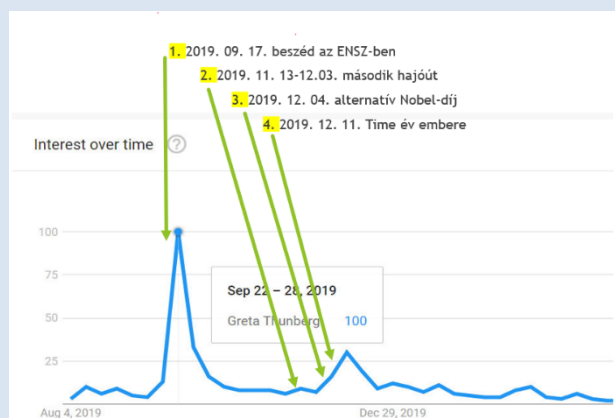 1. 2019. 09. 17. beszéd az ENSZ-ben
2. 2019. 11. 13-12.03. második hajóút
3. 2019. 12. 04. alternatív Nobel-díj
4. 2019. 12. 11. Time év embere
Interest over time ?
100
75
50
25
Sep 22 – 28, 2019
Greta Thunberg 100
Aug 4, 2019
Dec 29, 2019